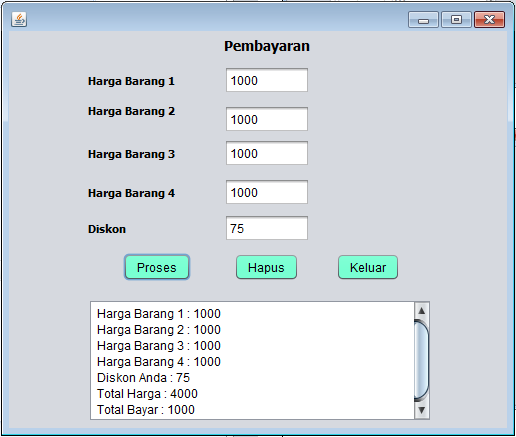 Pembayaran
Harga Barang 1 1000
Harga Barang 2 1000
Harga Barang 3 1000
Harga Barang 4 1000
Diskon 75
Proses Hapus Keluar
Harga Barang 1 : 1000
Harga Barang 2 : 1000
Harga Barang 3 : 1000
Harga Barang 4 : 1000
Diskon Anda : 75
Total Harga : 4000
Total Bayar : 1000